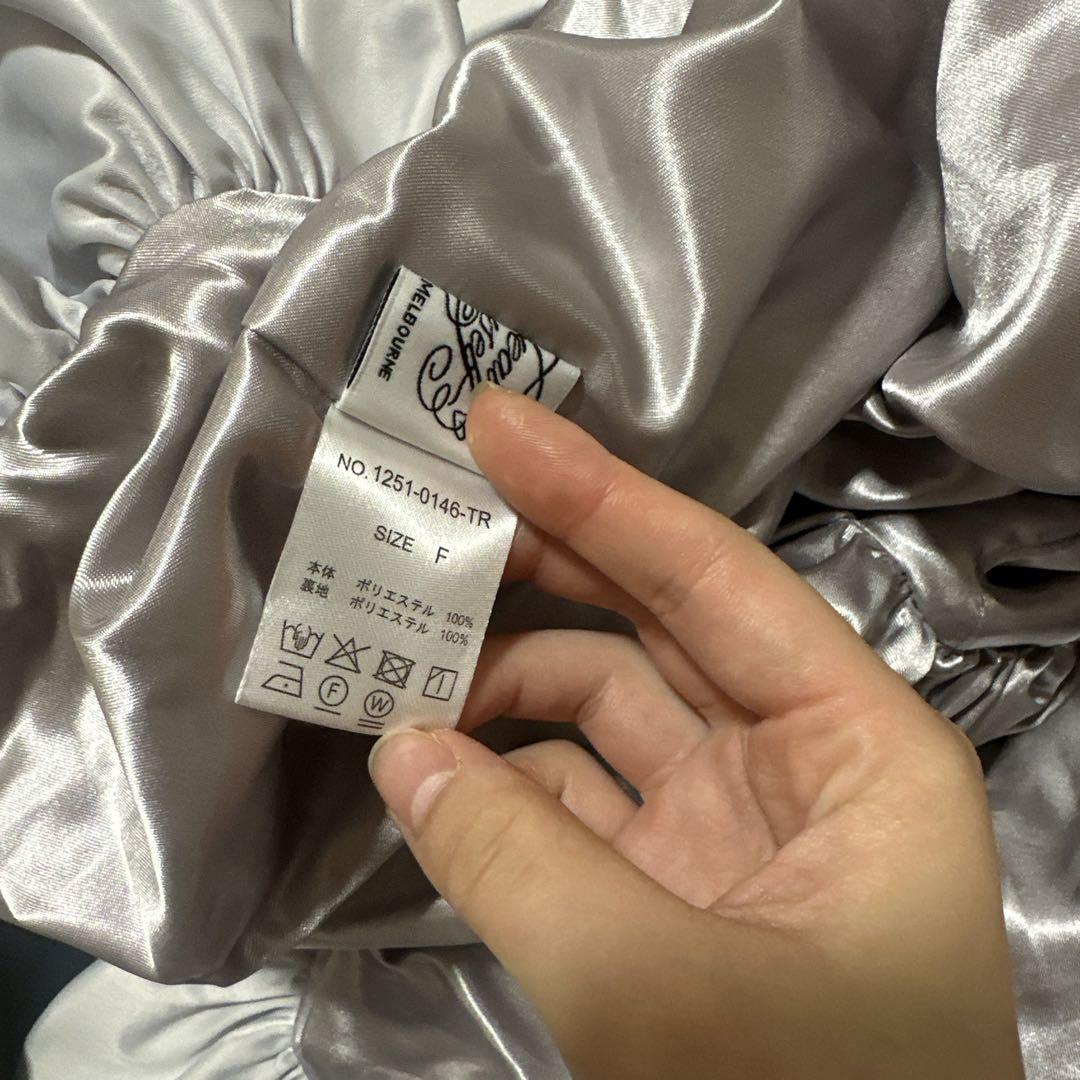 MELBOURNE
NO. 1251-0146-TR
SIZE F
本体 ポリエステル 100%
裏地 ポリエステル 100%
F
W